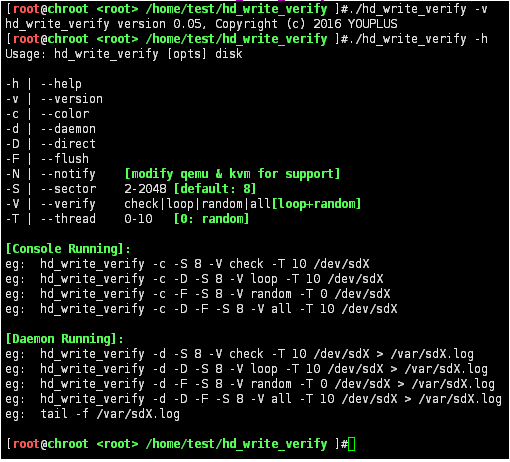 [root@chroot <root> /home/test/hd_write_verify ]#./hd_write_verify -v
hd_write_verify version 0.05, Copyright (c) 2016 YOUPLUS
[root@chroot <root> /home/test/hd_write_verify ]#./hd_write_verify -h
Usage: hd_write_verify [opts] disk
-h | --help
-v | --version
-c | --color
-d | --daemon
-D | --direct
-F | --flush
-N | --notify    [modify qemu & kvm for support]
-S | --sector    2-2048 [default: 8]
-V | --verify    check|loop|random|all[loop+random]
-T | --thread    0-10   [0: random]
[Console Running]:
eg:  hd_write_verify -c -S 8 -V check -T 10 /dev/sdX
eg:  hd_write_verify -c -D -S 8 -V loop -T 10 /dev/sdX
eg:  hd_write_verify -c -F -S 8 -V random -T 0 /dev/sdX
eg:  hd_write_verify -c -D -F -S 8 -V all -T 10 /dev/sdX
[Daemon Running]:
eg:  hd_write_verify -d -S 8 -V check -T 10 /dev/sdX > /var/sdX.log
eg:  hd_write_verify -d -D -S 8 -V loop -T 10 /dev/sdX > /var/sdX.log
eg:  hd_write_verify -d -F -S 8 -V random -T 0 /dev/sdX > /var/sdX.log
eg:  hd_write_verify -d -D -F -S 8 -V all -T 10 /dev/sdX > /var/sdX.log
eg:  tail -f /var/sdX.log
[root@chroot <root> /home/test/hd_write_verify ]#